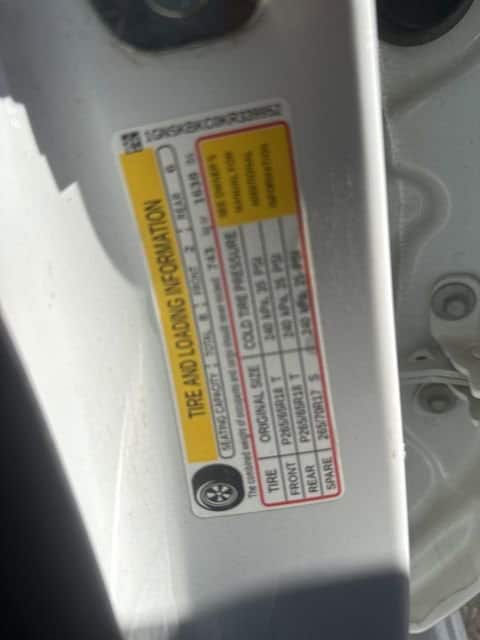 1GNSKBKC0KR328952
TIRE AND LOADING INFORMATION
SEATING CAPACITY TOTAL 8 FRONT 2 REAR 6
The combined weight of occupants and cargo should never exceed 743 kg or 1638 lbs
TIRE ORIGINAL SIZE COLD TIRE PRESSURE
FRONT P265/65R18 T 240 kPa, 35 PSI
REAR P265/65R18 T 240 kPa, 35 PSI
SPARE 265/70R17 S 240 kPa, 35 PSI
SEE OWNER'S
MANUAL FOR
ADDITIONAL
INFORMATION